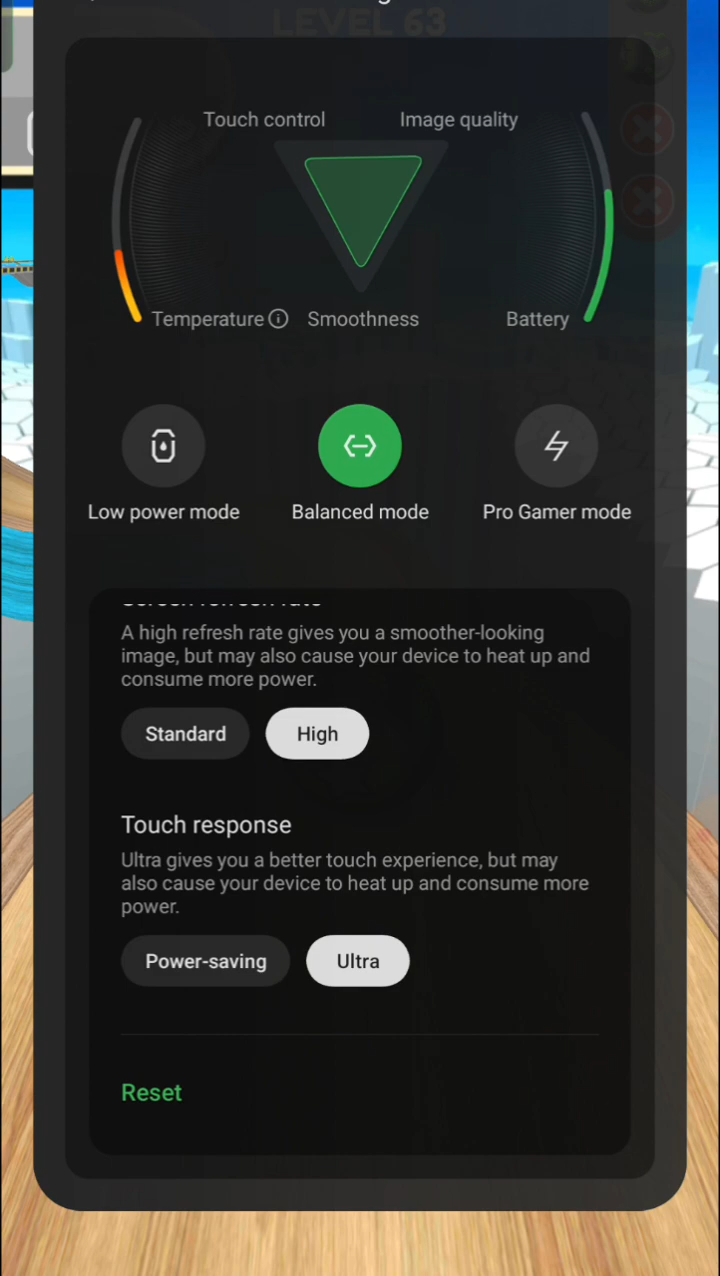 LEVEL 63
Touch control
Image quality
Temperature
Smoothness
Battery
Low power mode
Balanced mode
Pro Gamer mode
A high refresh rate gives you a smoother-looking
image, but may also cause your device to heat up and
consume more power.
Standard
High
Touch response
Ultra gives you a better touch experience, but may
also cause your device to heat up and consume more
power.
Power-saving
Ultra
Reset